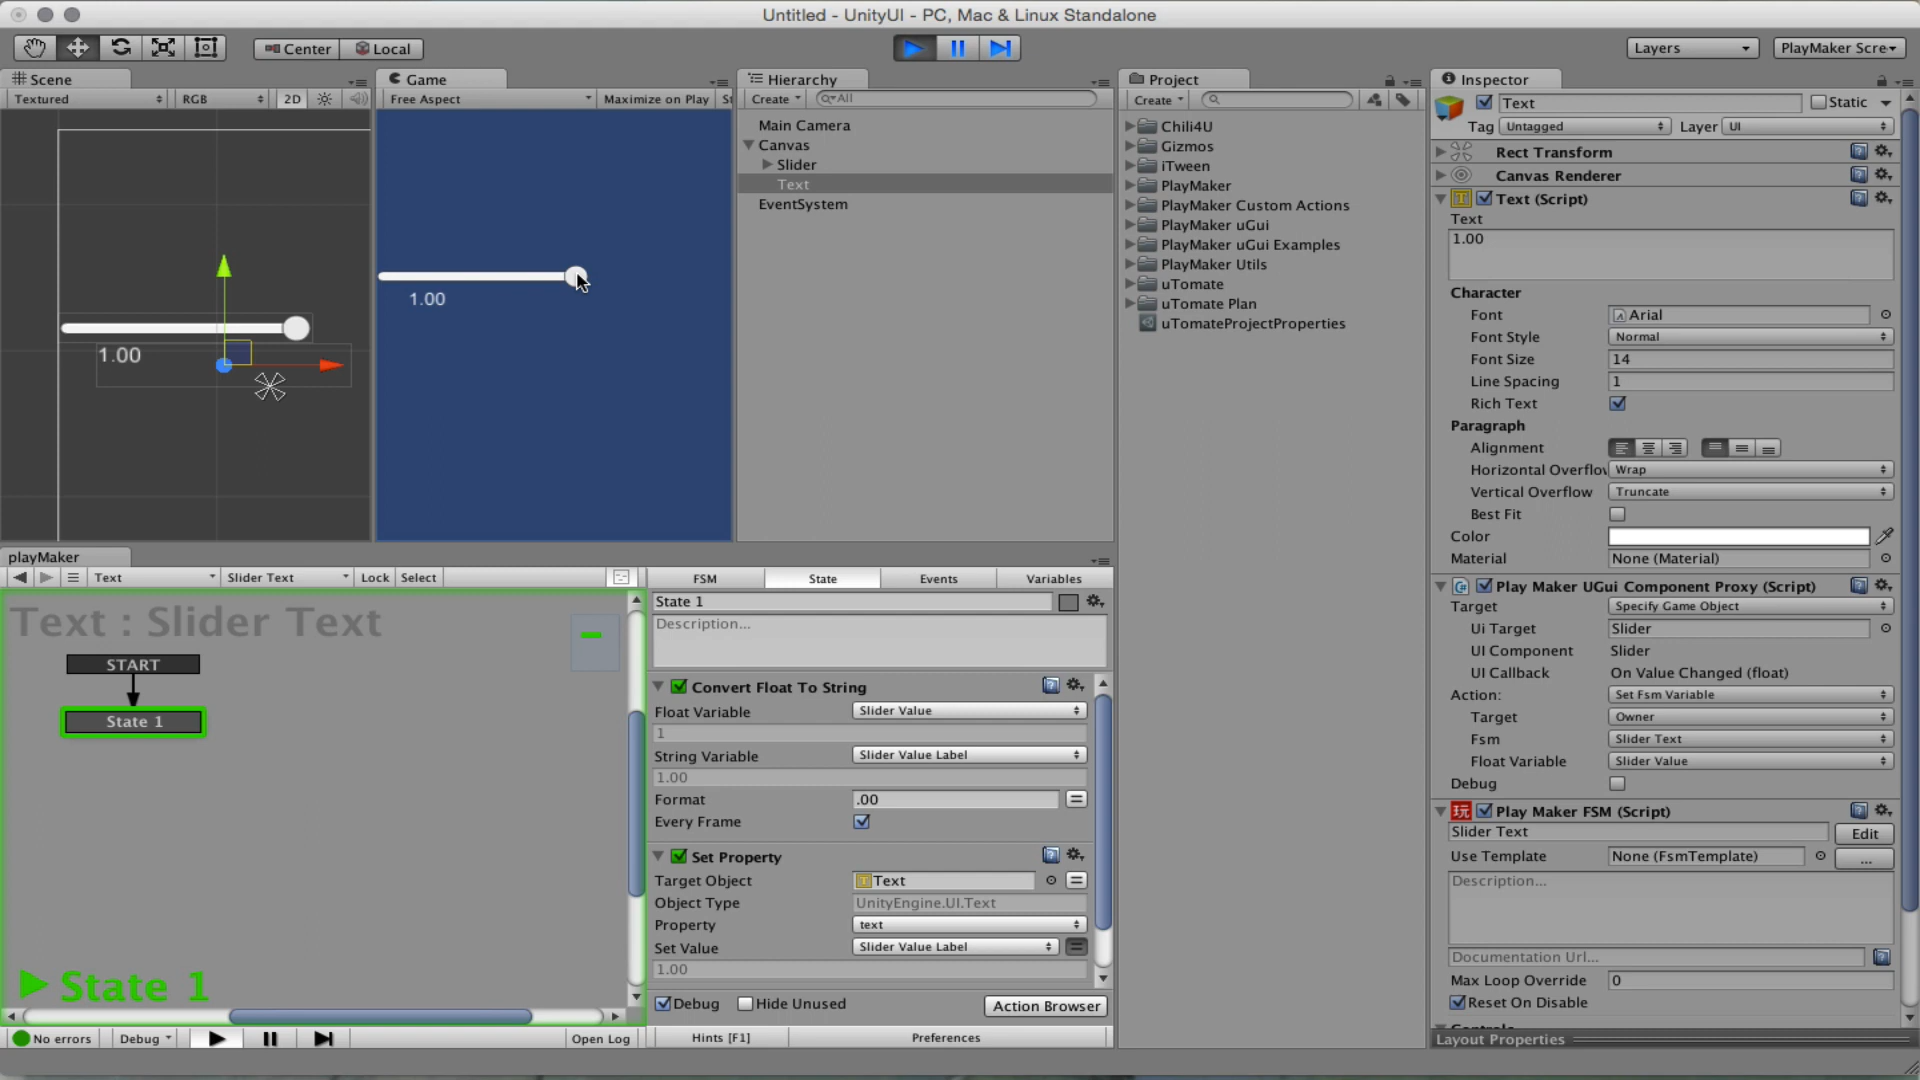 Untitled - UnityUI - PC, Mac & Linux Standalone
Center
Local
Layers
PlayMaker Scre
Scene
Textured
RGB
2D
Game
Free Aspect
Maximize on Play
St
1.00
1.00
Hierarchy
Create
All
Main Camera
Canvas
Slider
Text
EventSystem
Project
Create
Chili4U
Gizmos
iTween
PlayMaker
PlayMaker Custom Actions
PlayMaker uGui
PlayMaker uGui Examples
PlayMaker Utils
uTomate
uTomate Plan
uTomateProjectProperties
Inspector
Text
Static
Tag Untagged
Layer UI
Rect Transform
Canvas Renderer
Text (Script)
Text
1.00
Character
Font Arial
Font Style Normal
Font Size 14
Line Spacing 1
Rich Text
Paragraph
Alignment
Horizontal Overflow Wrap
Vertical Overflow Truncate
Best Fit
Color
Material None (Material)
Play Maker UGui Component Proxy (Script)
Target Specify Game Object
Ui Target Slider
UI Component Slider
UI Callback On Value Changed (float)
Action: Set Fsm Variable
Target Owner
Fsm Slider Text
Float Variable Slider Value
Debug
玩 Play Maker FSM (Script)
Slider Text
Edit
Use Template None (FsmTemplate)
...
Description...
Documentation Url...
Max Loop Override 0
Reset On Disable
Layout Properties
playMaker
Text
Slider Text
Lock
Select
Text : Slider Text
START
State 1
State 1
No errors
Debug
Open Log
FSM
State
Events
Variables
State 1
Description...
Convert Float To String
Float Variable Slider Value
1
String Variable Slider Value Label
1.00
Format .00
Every Frame
Set Property
Target Object Text
Object Type UnityEngine.UI.Text
Property text
Set Value Slider Value Label
1.00
Debug
Hide Unused
Action Browser
Hints [F1]
Preferences